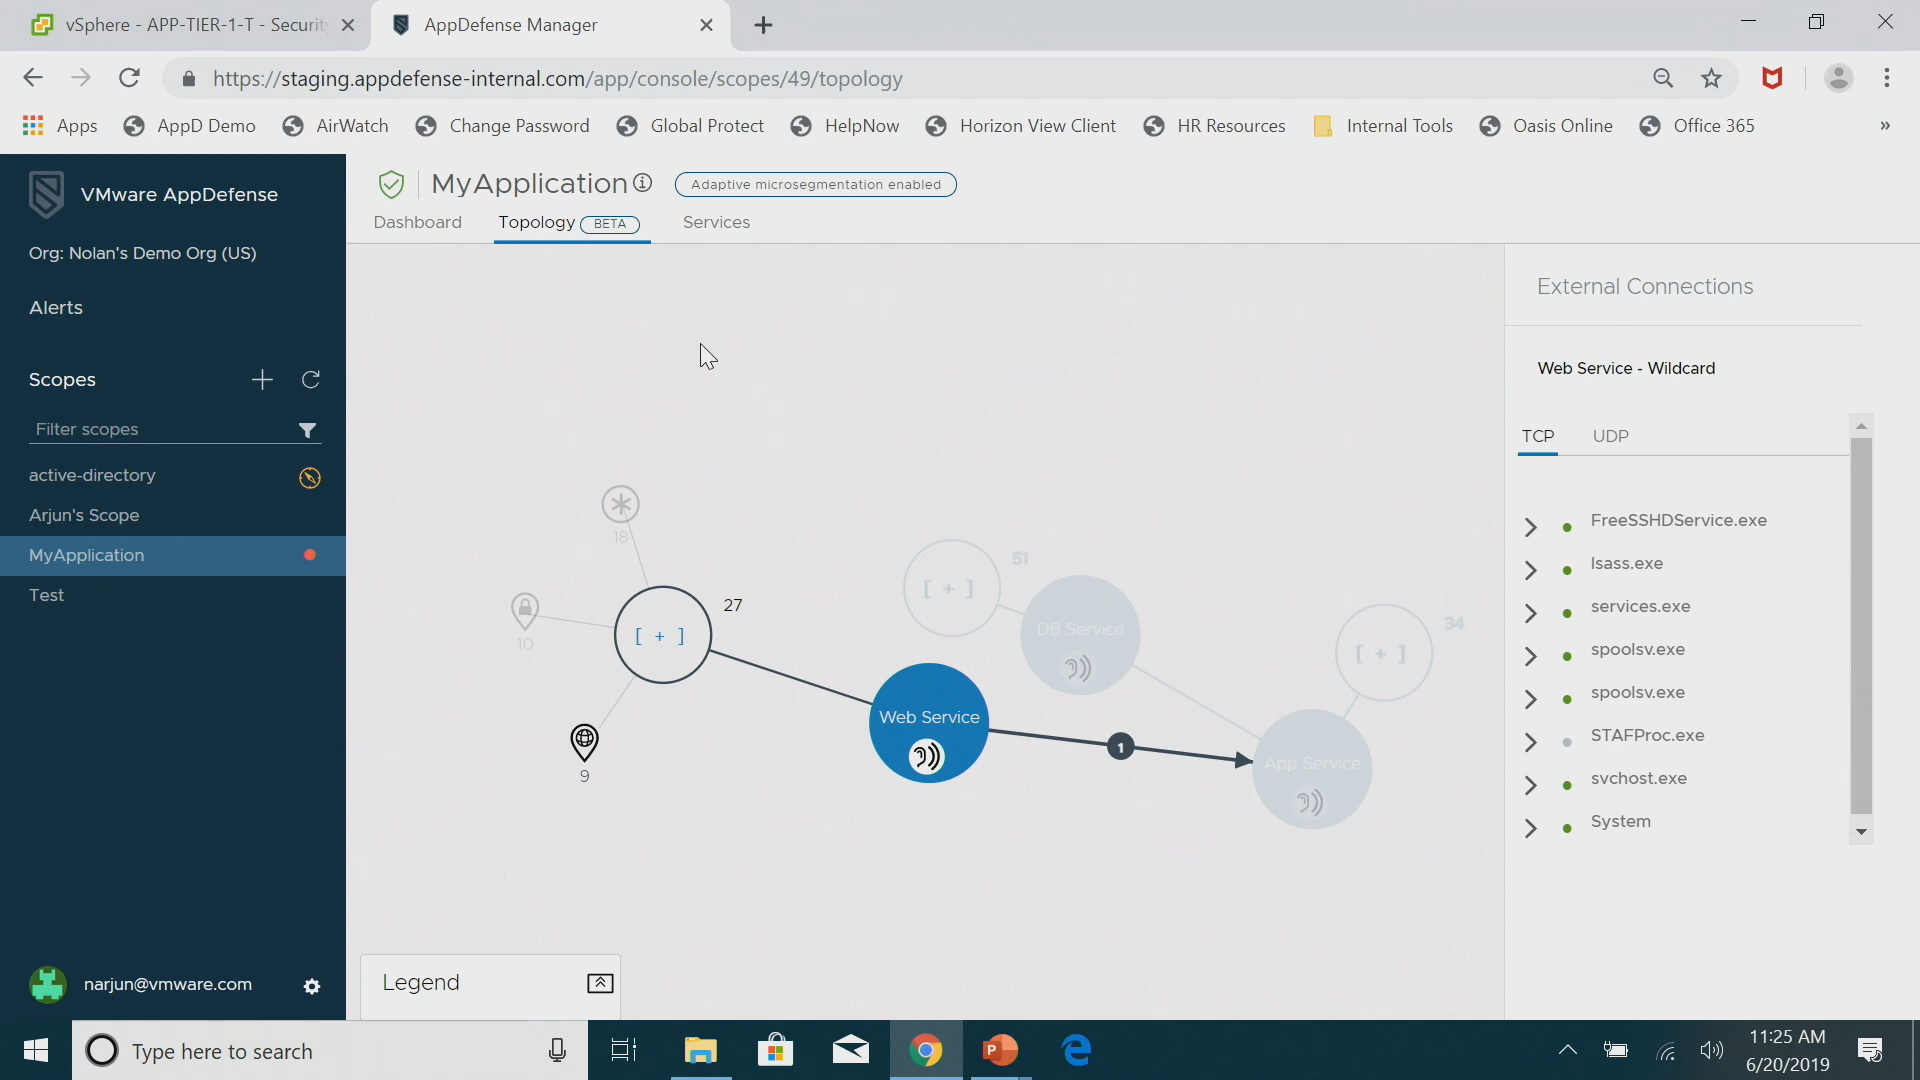 vSphere - APP-TIER-1-T - Securit
AppDefense Manager
https://staging.appdefense-internal.com/app/console/scopes/49/topology
Apps
AppD Demo
AirWatch
Change Password
Global Protect
HelpNow
Horizon View Client
HR Resources
Internal Tools
Oasis Online
Office 365
»
VMware AppDefense
Org: Nolan's Demo Org (US)
Alerts
Scopes
Filter scopes
active-directory
Arjun's Scope
MyApplication
Test
narjun@vmware.com
MyApplication
Adaptive microsegmentation enabled
Dashboard
Topology BETA
Services
18
10
27
[ + ]
9
51
[ + ]
DB Service
34
[ + ]
Web Service
1
App Service
Legend
External Connections
Web Service - Wildcard
TCP
UDP
FreeSSHDService.exe
lsass.exe
services.exe
spoolsv.exe
spoolsv.exe
STAFProc.exe
svchost.exe
System
Type here to search
11:25 AM
6/20/2019